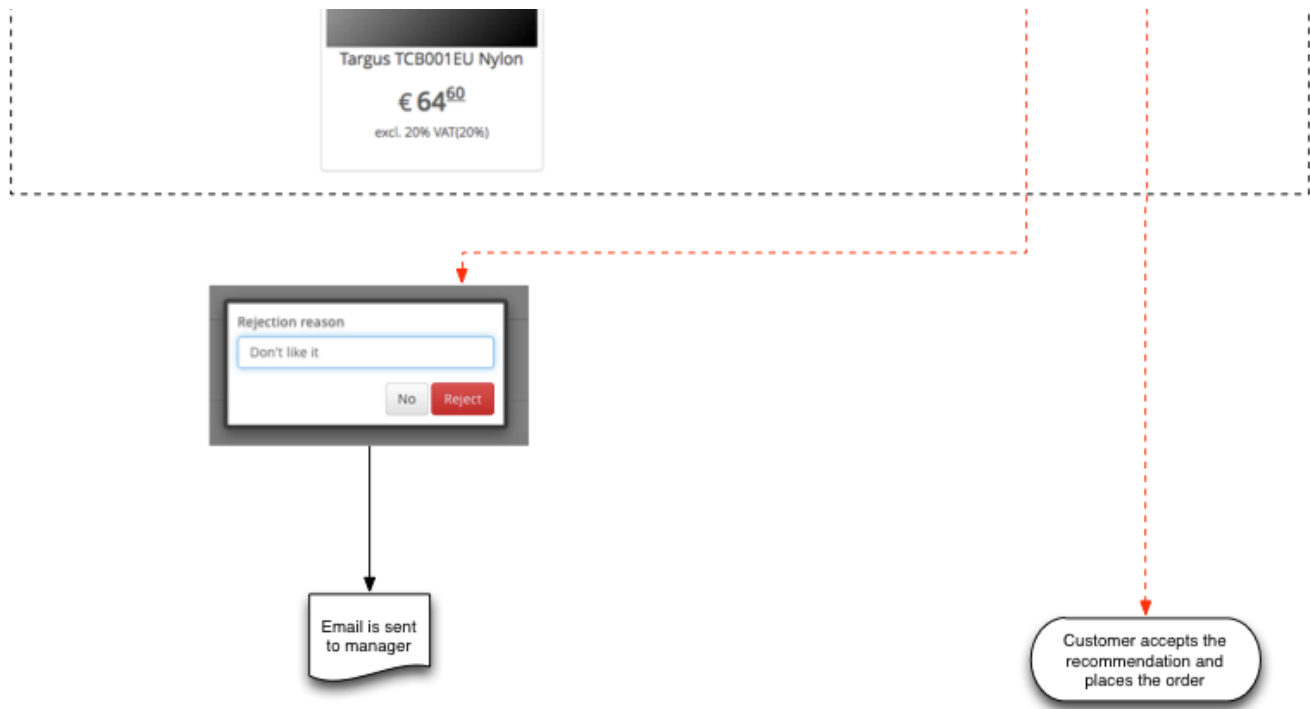 Targus TCB001EU Nylon
€ 64⁶⁰
excl. 20% VAT(20%)
Rejection reason
Don't like it
No Reject
Email is sent
to manager
Customer accepts the
recommendation and
places the order